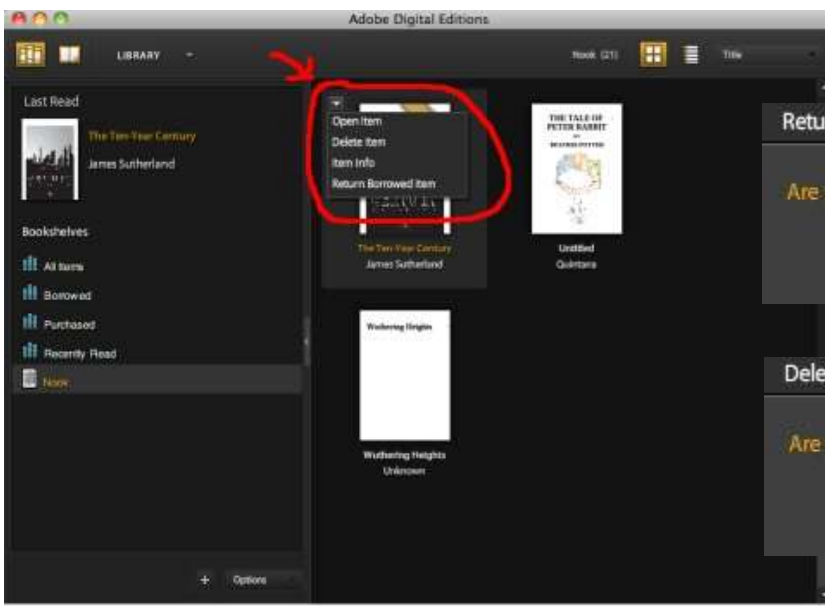 Adobe Digital Editions
LIBRARY
Nook (21)
Title
Last Read
The Ten-Year Century
James Sutherland
Bookshelves
All Items
Borrowed
Purchased
Recently Read
Nook
Options
Open Item
Delete Item
Item Info
Return Borrowed Item
The Ten-Year Century
James Sutherland
THE TALE OF
PETER RABBIT
BEATRIX POTTER
Untitled
Quintana
Wuthering Heights
Wuthering Heights
Unknown
Retu
Are
Dele
Are